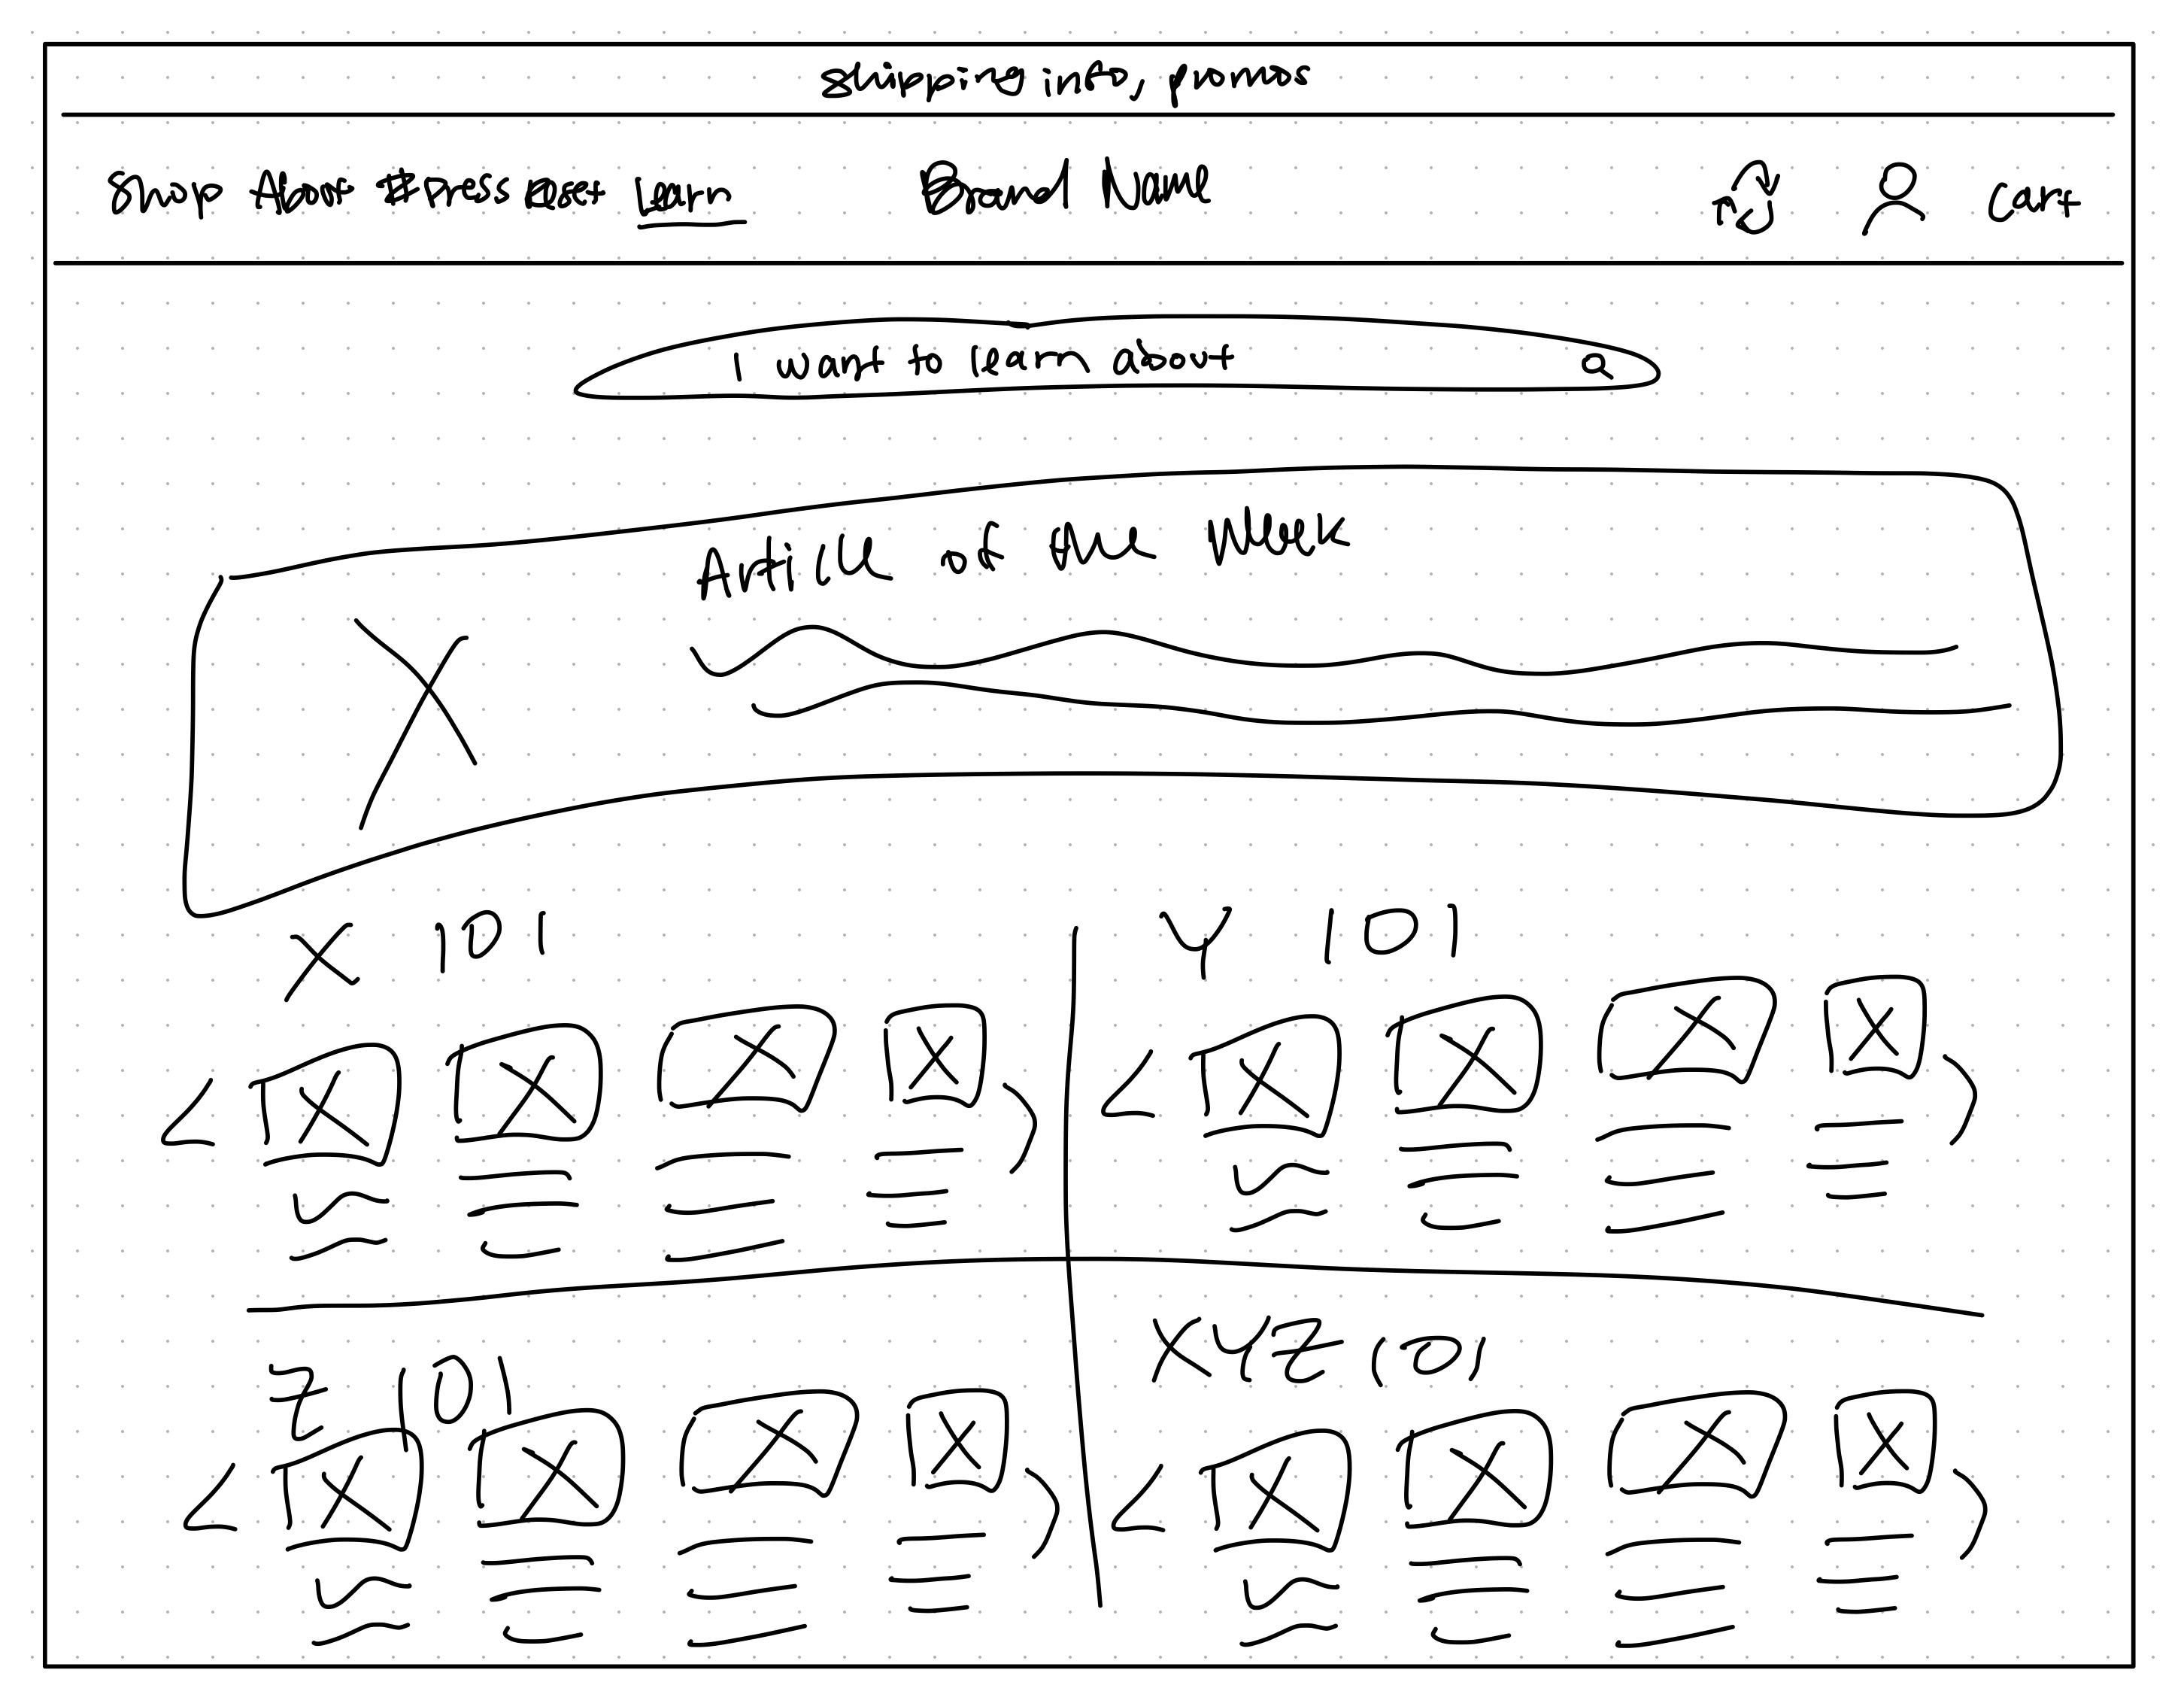 shipping info, promos
Shop About Press Learn Brand Name cart
I want to learn about
Article of the Week
X 101 Y 101
Z 101 XYZ 101